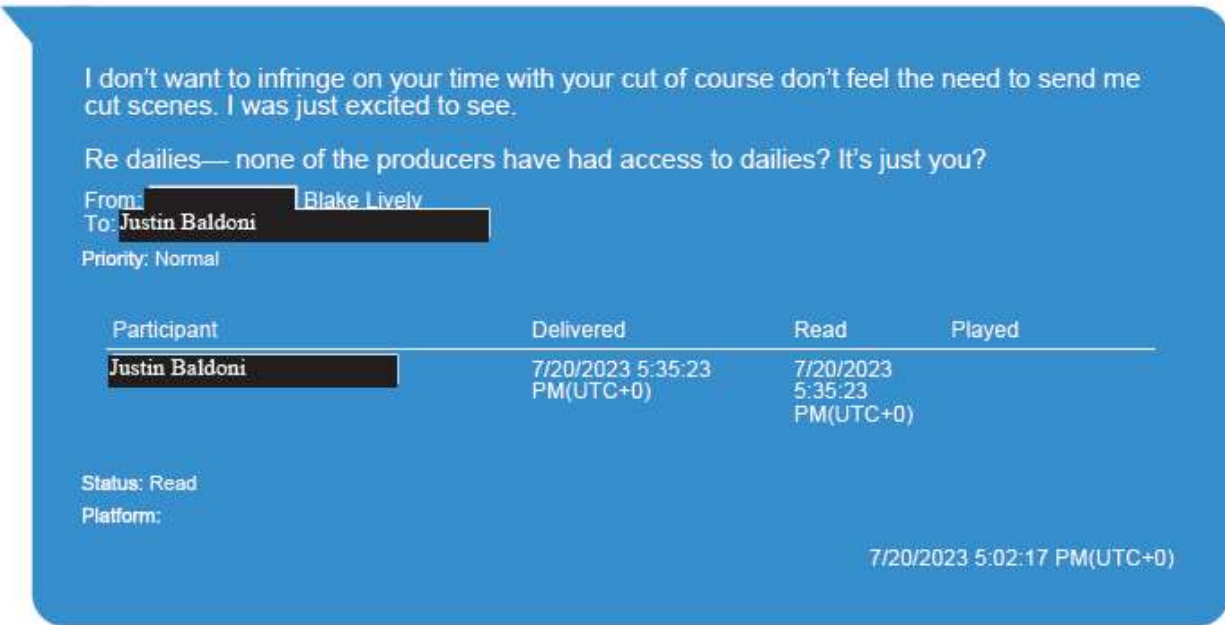 I don't want to infringe on your time with your cut of course don't feel the need to send me
cut scenes. I was just excited to see.
Re dailies— none of the producers have had access to dailies? It's just you?
From: Blake Lively
To: Justin Baldoni
Priority: Normal
Participant Delivered Read Played
Justin Baldoni 7/20/2023 5:35:23 7/20/2023
PM(UTC+0) 5:35:23
PM(UTC+0)
Status: Read
Platform:
7/20/2023 5:02:17 PM(UTC+0)